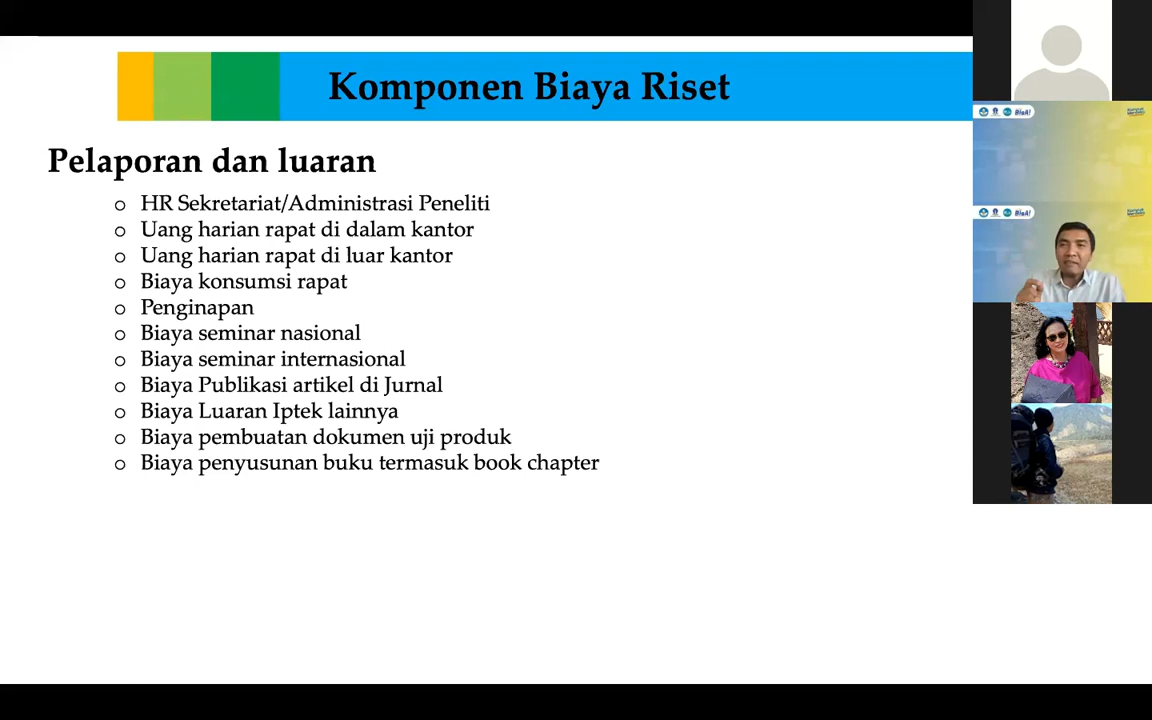 Komponen Biaya Riset
Pelaporan dan luaran
o HR Sekretariat/Administrasi Peneliti
o Uang harian rapat di dalam kantor
o Uang harian rapat di luar kantor
o Biaya konsumsi rapat
o Penginapan
o Biaya seminar nasional
o Biaya seminar internasional
o Biaya Publikasi artikel di Jurnal
o Biaya Luaran Iptek lainnya
o Biaya pembuatan dokumen uji produk
o Biaya penyusunan buku termasuk book chapter